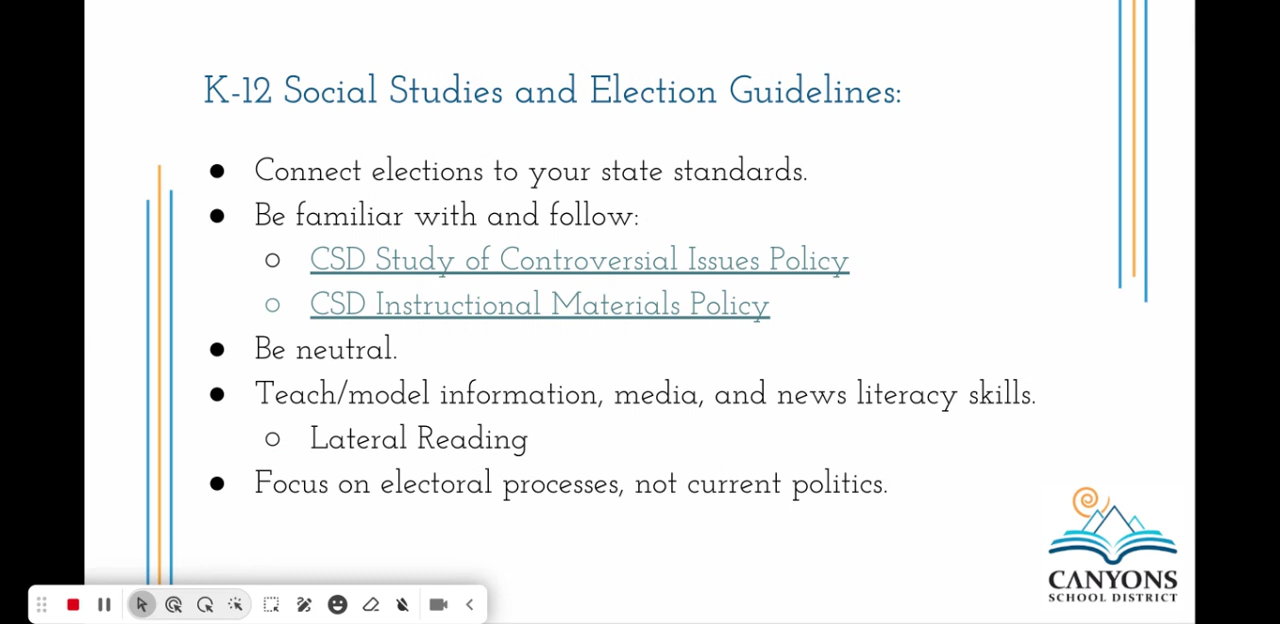 K-12 Social Studies and Election Guidelines:
● Connect elections to your state standards.
● Be familiar with and follow:
○ CSD Study of Controversial Issues Policy
○ CSD Instructional Materials Policy
● Be neutral.
● Teach/model information, media, and news literacy skills.
○ Lateral Reading
● Focus on electoral processes, not current politics.
CANYONS
SCHOOL DISTRICT